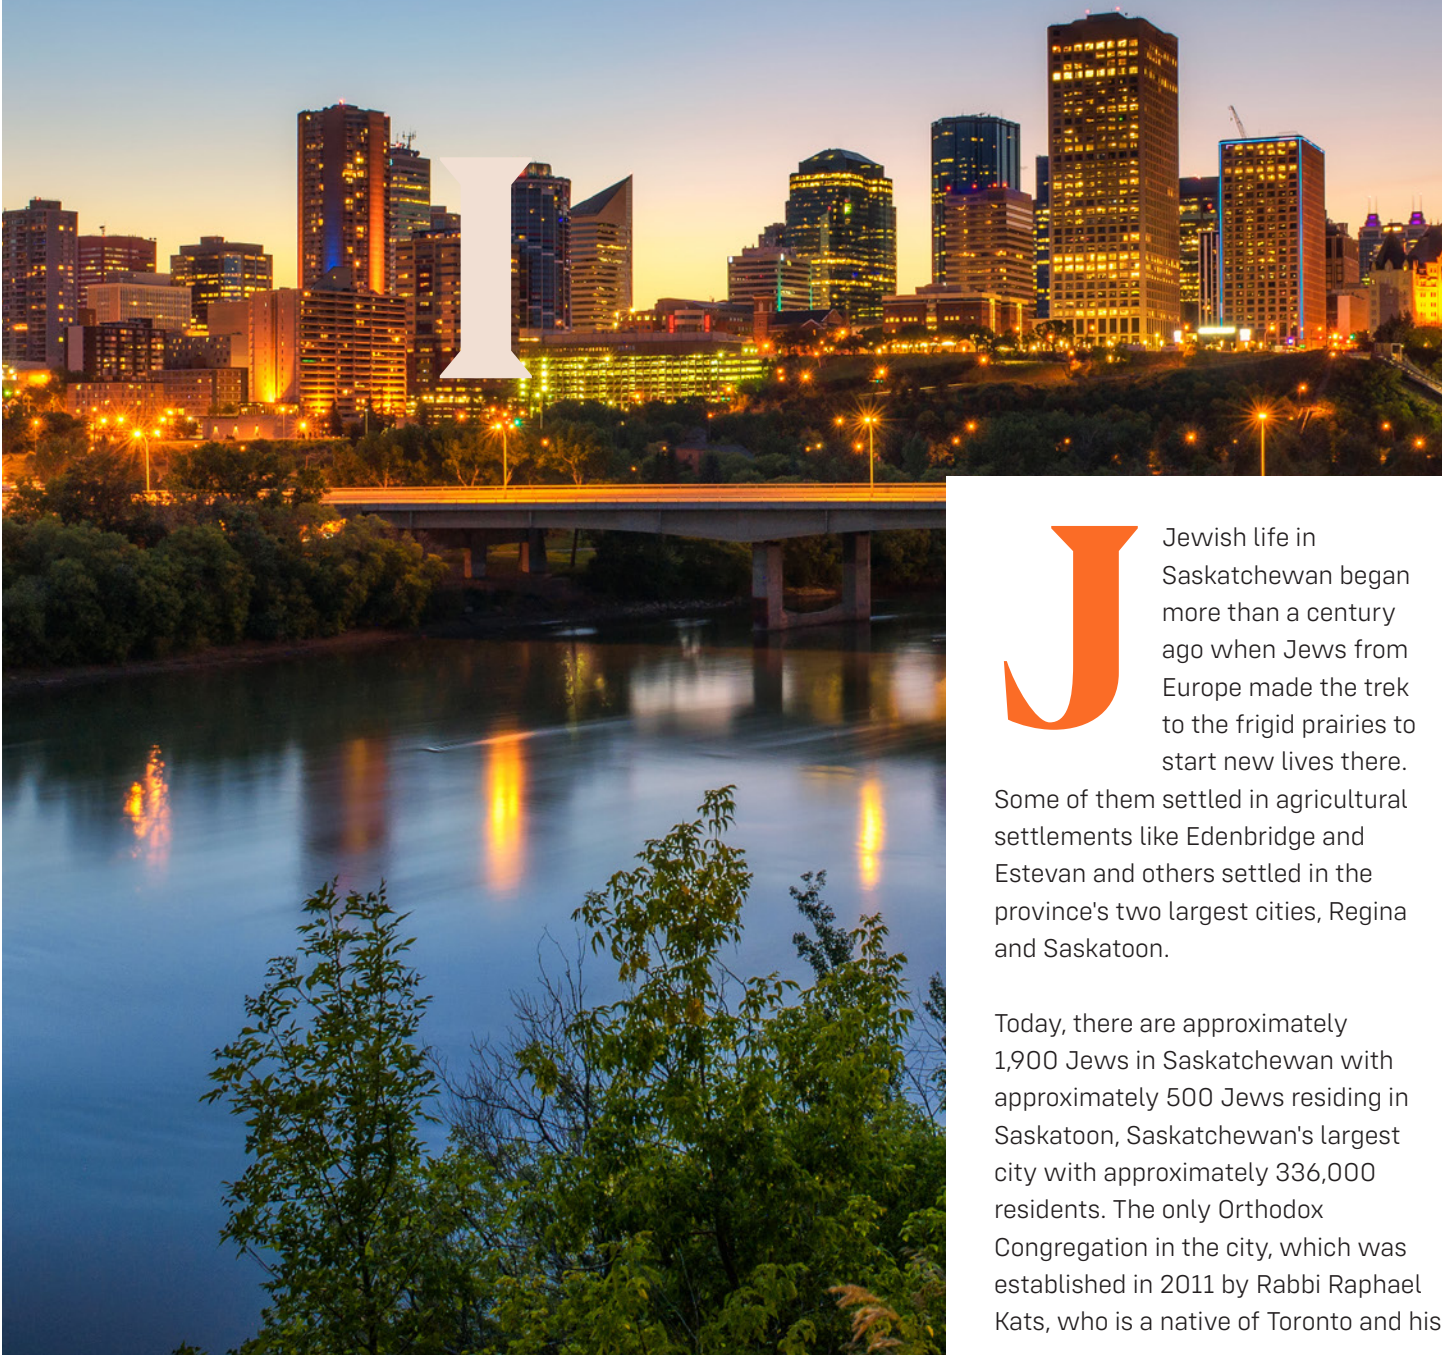 I
J
Jewish life in
Saskatchewan began
more than a century
ago when Jews from
Europe made the trek
to the frigid prairies to
start new lives there.
Some of them settled in agricultural
settlements like Edenbridge and
Estevan and others settled in the
province's two largest cities, Regina
and Saskatoon.
Today, there are approximately
1,900 Jews in Saskatchewan with
approximately 500 Jews residing in
Saskatoon, Saskatchewan's largest
city with approximately 336,000
residents. The only Orthodox
Congregation in the city, which was
established in 2011 by Rabbi Raphael
Kats, who is a native of Toronto and his